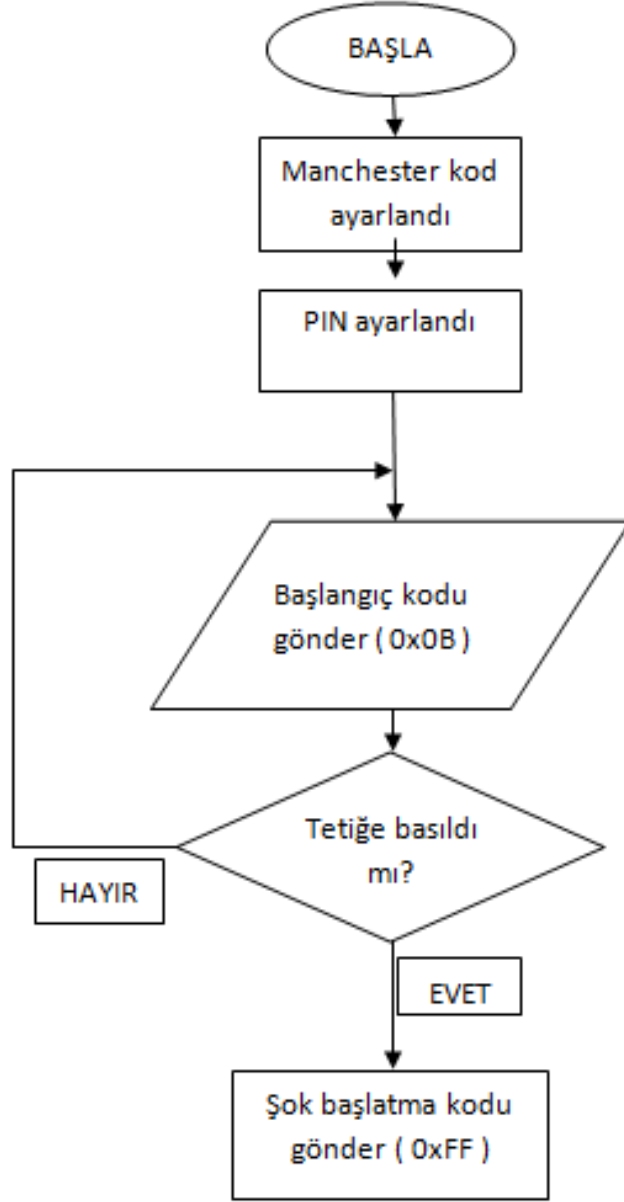 BAŞLA
Manchester kod
ayarlandı
PIN ayarlandı
Başlangıç kodu
gönder ( 0x0B )
Tetiğe basıldı
mı?
HAYIR
EVET
Şok başlatma kodu
gönder ( 0xFF )